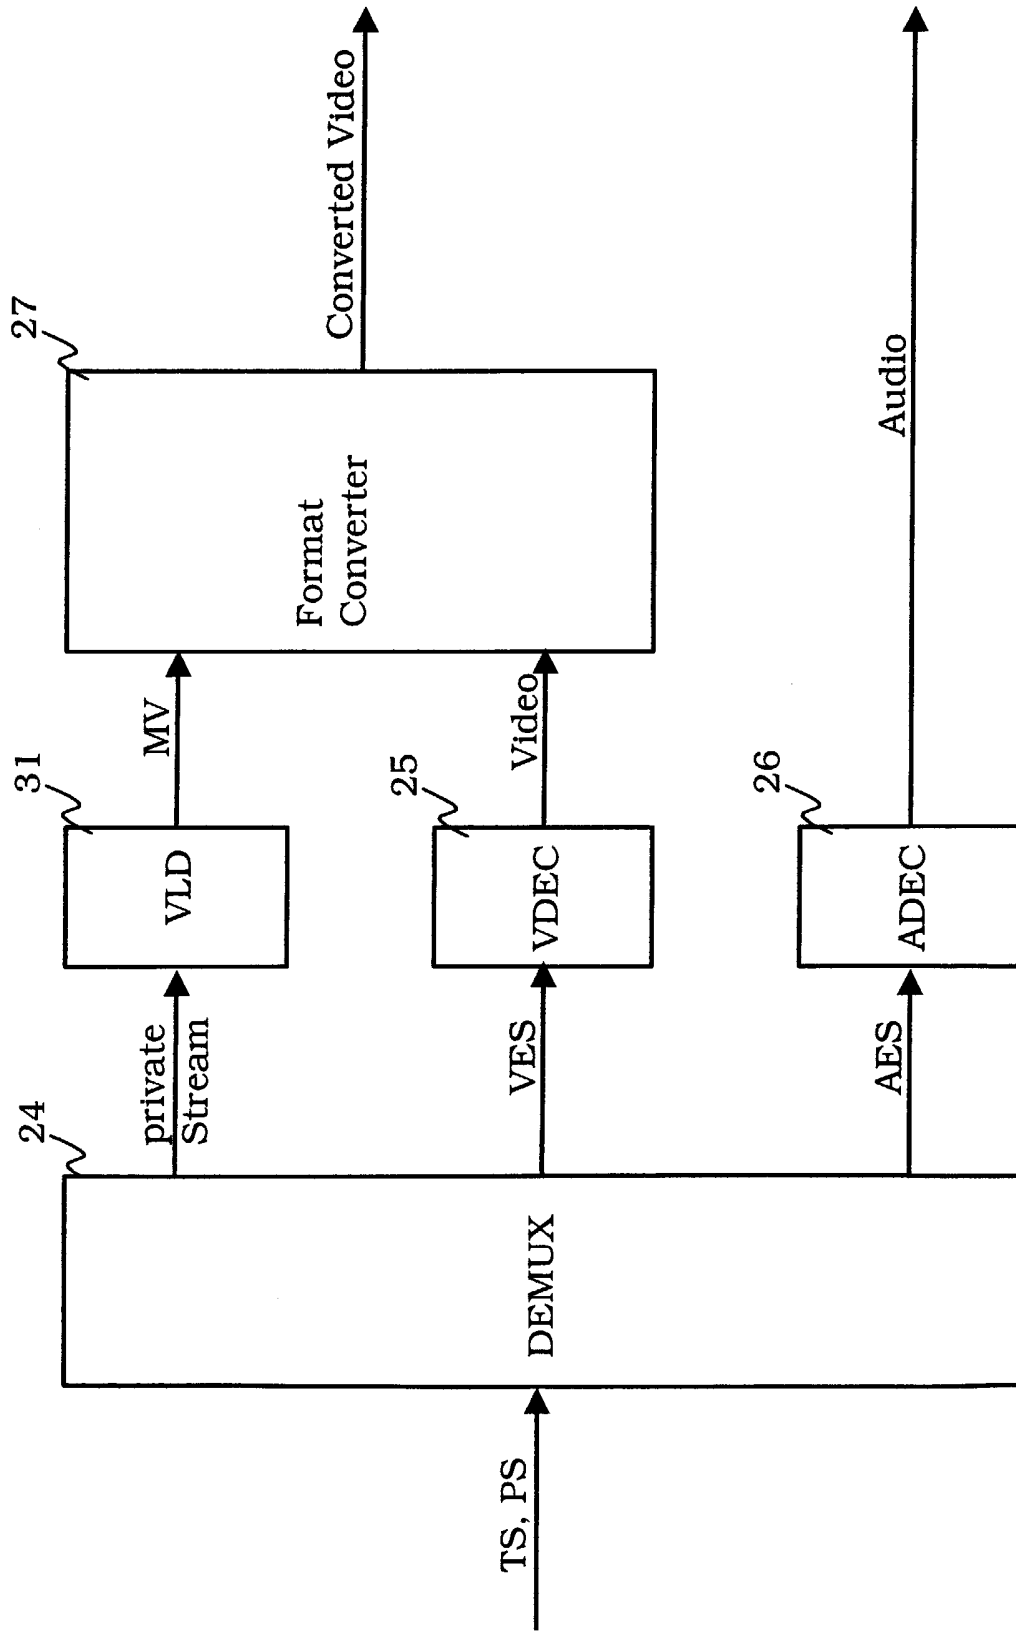 TS, PS
24
DEMUX
private
Stream
VES
AES
31
VLD
25
VDEC
26
ADEC
MV
Video
27
Format
Converter
Converted Video
Audio